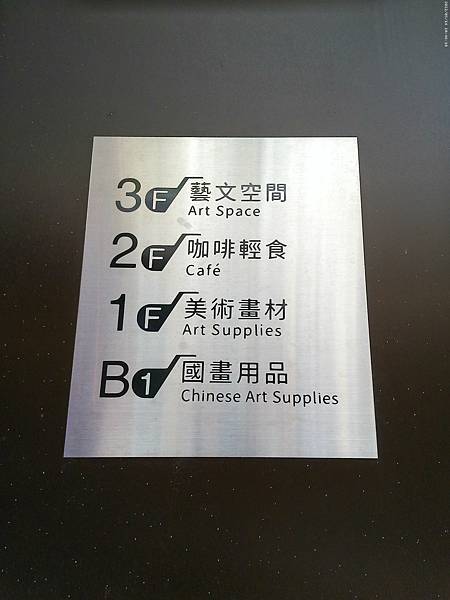 3F 藝文空間
Art Space
2F 咖啡輕食
Café
1F 美術畫材
Art Supplies
B1 國畫用品
Chinese Art Supplies